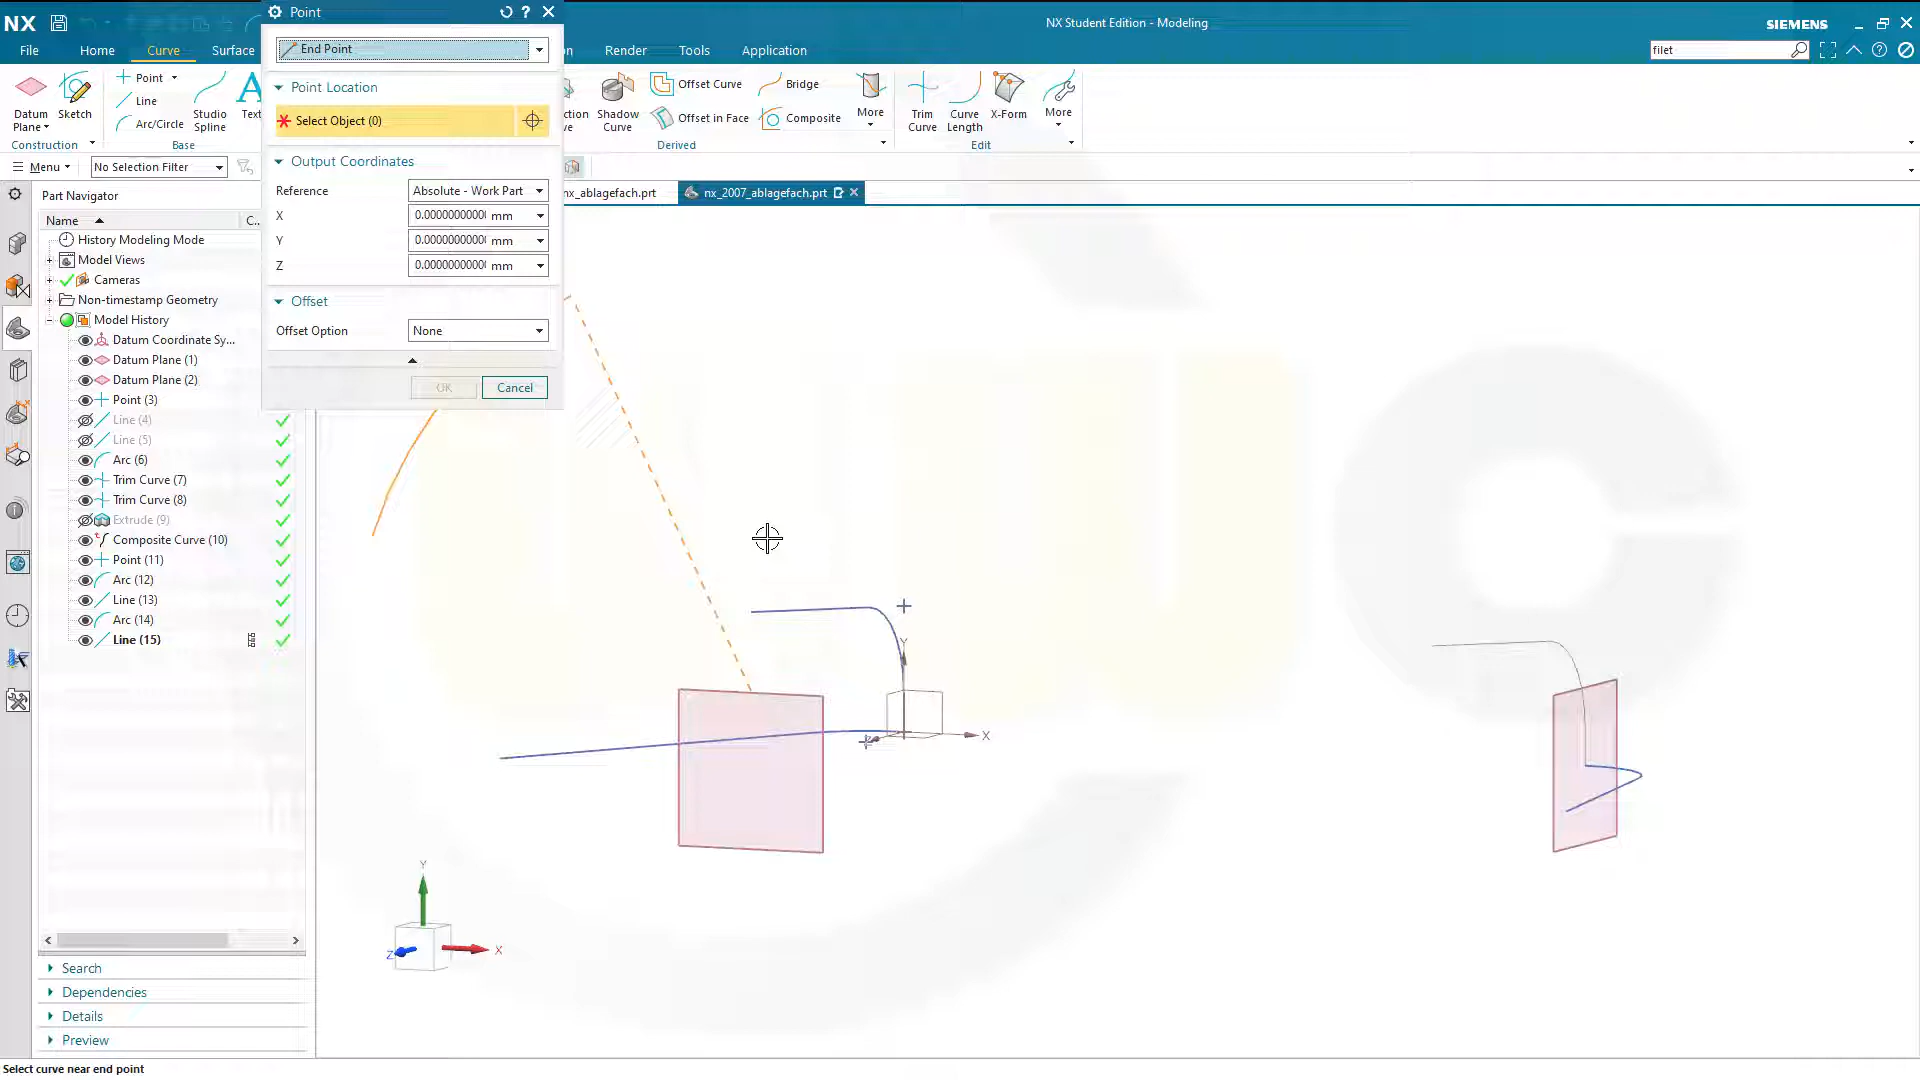 NX
Point
NX Student Edition - Modeling
SIEMENS
File
Home
Curve
Surface
Render
Tools
Application
filet
End Point
Point Location
Select Object (0)
Output Coordinates
Reference
Absolute - Work Part
X
0.0000000000 mm
Y
0.0000000000 mm
Z
0.0000000000 mm
Offset
Offset Option
None
OK
Cancel
Datum
Plane
Sketch
Point
Line
Arc/Circle
Studio
Spline
Text
Construction
Base
Shadow
Curve
Offset Curve
Offset in Face
Bridge
Composite
More
Derived
Trim
Curve
Curve
Length
X-Form
More
Edit
Menu
No Selection Filter
nx_ablagefach.prt
nx_2007_ablagefach.prt
Part Navigator
Name
C...
History Modeling Mode
Model Views
Cameras
Non-timestamp Geometry
Model History
Datum Coordinate Sy...
Datum Plane (1)
Datum Plane (2)
Point (3)
Line (4)
Line (5)
Arc (6)
Trim Curve (7)
Trim Curve (8)
Extrude (9)
Composite Curve (10)
Point (11)
Arc (12)
Line (13)
Arc (14)
Line (15)
Search
Dependencies
Details
Preview
Y
X
Y
Z
X
Select curve near end point